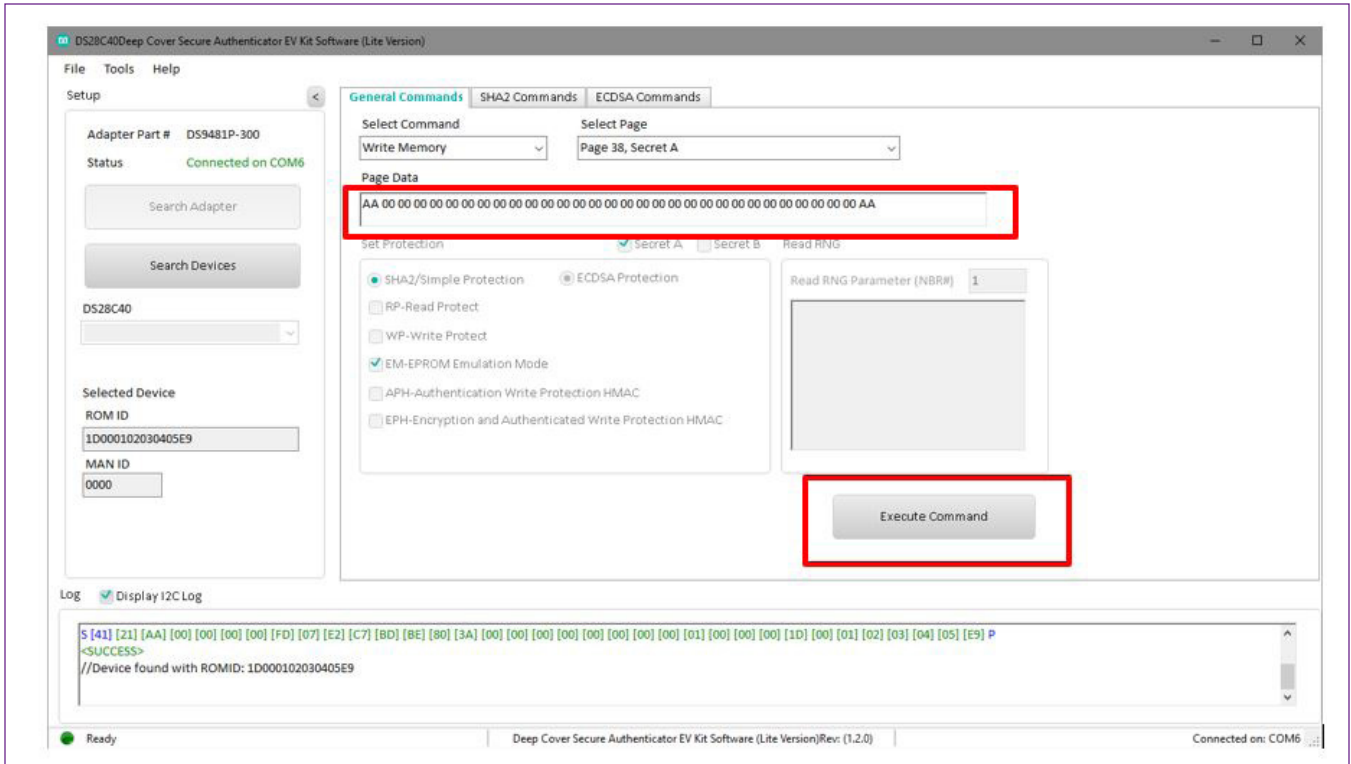 DS28C40Deep Cover Secure Authenticator EV Kit Software (Lite Version)
File Tools Help
Setup
<
General Commands SHA2 Commands ECDSA Commands
Adapter Part # DS9481P-300
Status Connected on COM6
Search Adapter
Search Devices
DS28C40
Selected Device
ROM ID
1D000102030405E9
MAN ID
0000
Select Command Select Page
Write Memory Page 38, Secret A
Page Data
AA 00 00 00 00 00 00 00 00 00 00 00 00 00 00 00 00 00 00 00 00 00 00 00 00 00 00 00 00 00 00 AA
Set Protection Secret A Secret B Read RNG
SHA2/Simple Protection ECDSA Protection
RP-Read Protect
WP-Write Protect
EM-EPROM Emulation Mode
APH-Authentication Write Protection HMAC
EPH-Encryption and Authenticated Write Protection HMAC
Read RNG Parameter (NBR#) 1
Execute Command
Log Display I2C Log
S [41] [21] [AA] [00] [00] [00] [00] [FD] [07] [E2] [C7] [BD] [BE] [80] [3A] [00] [00] [00] [00] [00] [00] [00] [00] [01] [00] [00] [00] [1D] [00] [01] [02] [03] [04] [05] [E9] P
<SUCCESS>
//Device found with ROMID: 1D000102030405E9
Ready Deep Cover Secure Authenticator EV Kit Software (Lite Version)Rev: (1.2.0) Connected on: COM6